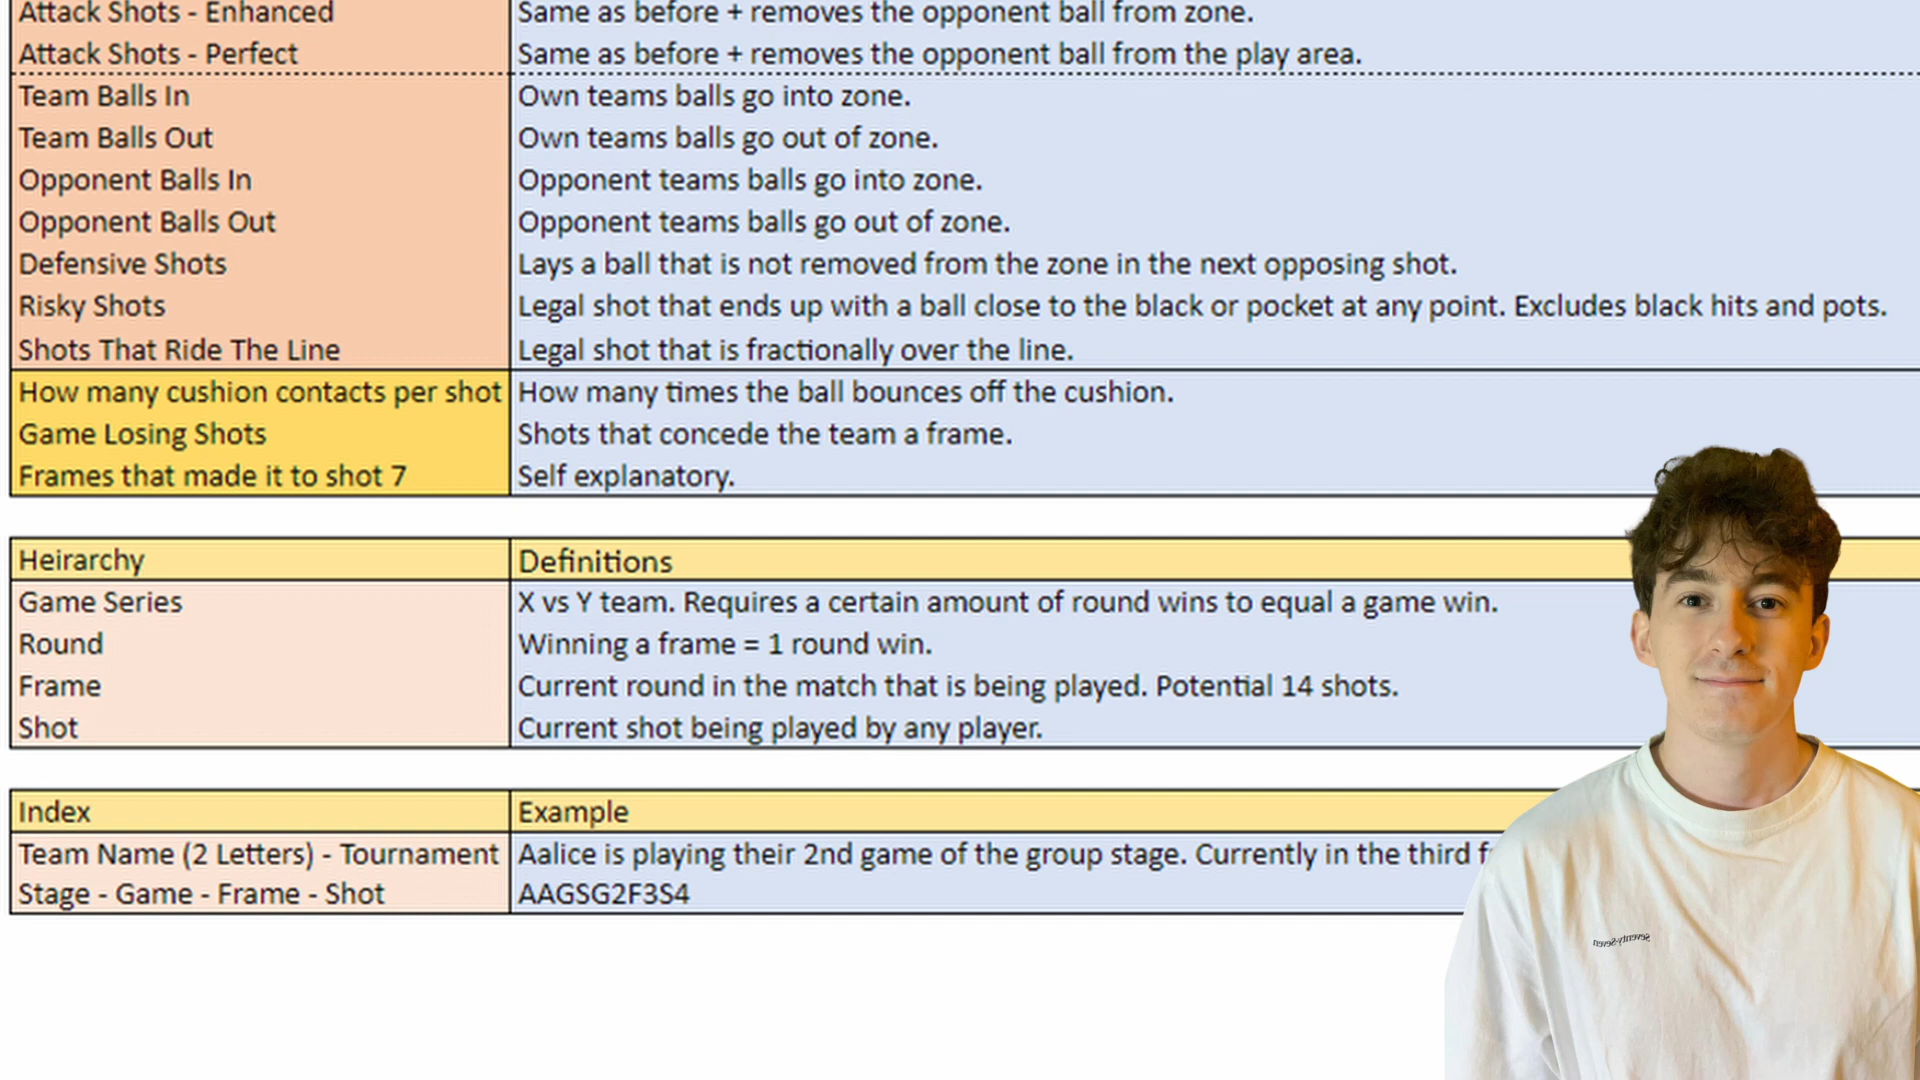 Attack Shots - Enhanced Same as before + removes the opponent ball from zone.
Attack Shots - Perfect Same as before + removes the opponent ball from the play area.
Team Balls In Own teams balls go into zone.
Team Balls Out Own teams balls go out of zone.
Opponent Balls In Opponent teams balls go into zone.
Opponent Balls Out Opponent teams balls go out of zone.
Defensive Shots Lays a ball that is not removed from the zone in the next opposing shot.
Risky Shots Legal shot that ends up with a ball close to the black or pocket at any point. Excludes black hits and pots.
Shots That Ride The Line Legal shot that is fractionally over the line.
How many cushion contacts per shot How many times the ball bounces off the cushion.
Game Losing Shots Shots that concede the team a frame.
Frames that made it to shot 7 Self explanatory.
Heirarchy Definitions
Game Series X vs Y team. Requires a certain amount of round wins to equal a game win.
Round Winning a frame = 1 round win.
Frame Current round in the match that is being played. Potential 14 shots.
Shot Current shot being played by any player.
Index Example
Team Name (2 Letters) - Tournament Aalice is playing their 2nd game of the group stage. Currently in the third
Stage - Game - Frame - Shot AAGSG2F3S4
seventy-Seven